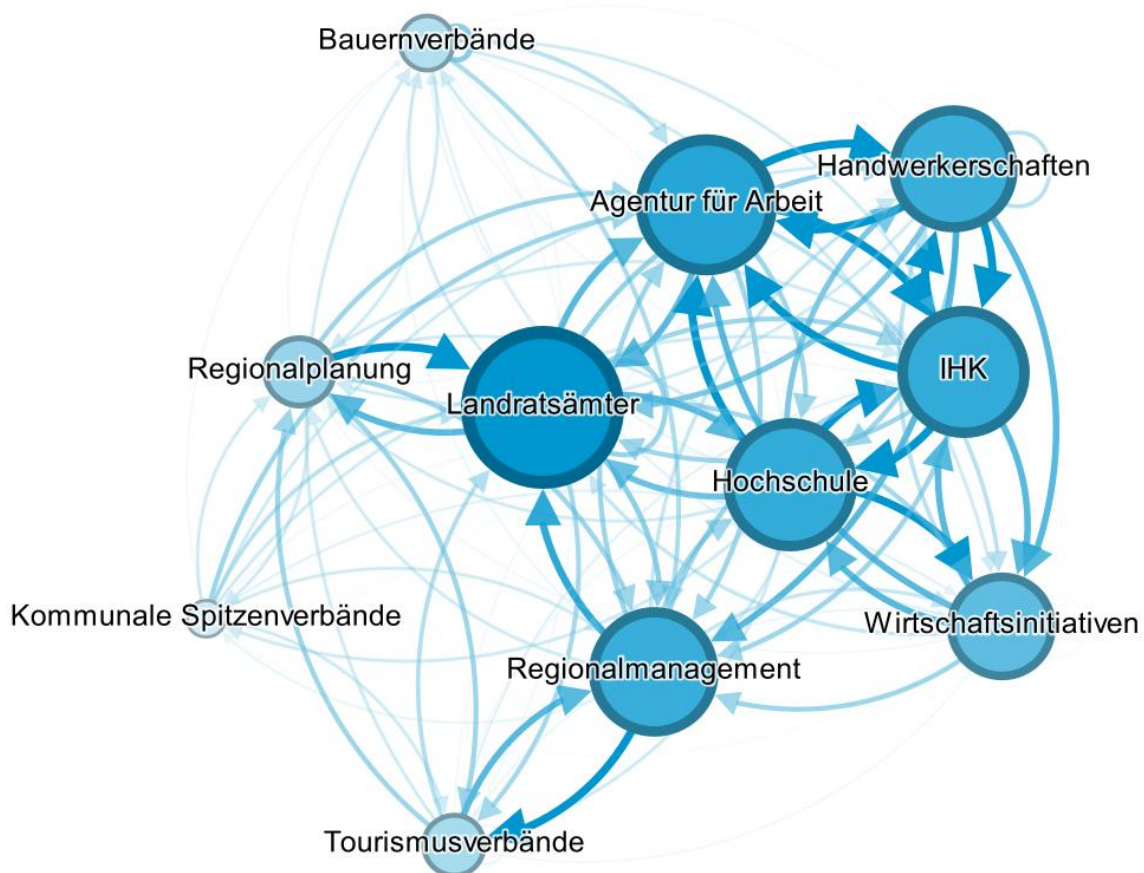 Bauernverbände
Handwerkerschaften
Agentur für Arbeit
Regionalplanung
IHK
Landratsämter
Hochschule
Kommunale Spitzenverbände
Wirtschaftsinitiativen
Regionalmanagement
Tourismusverbände